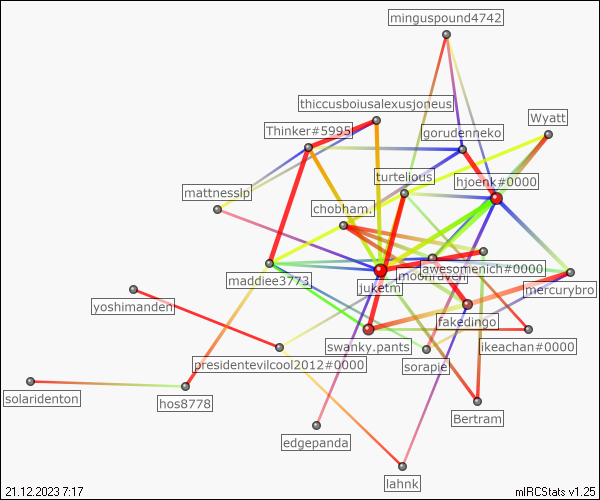 minguspound4742
thiccusboiusalexusjoneus
Wyatt
Thinker#5995
gorudenneko
turtelious
hjoenk#0000
mattnesslp
chobham.
awesomenich#0000
maddiee3773
moonraven
juketm
mercurybro
yoshimanden
fakedingo
swanky.pants
ikeachan#0000
presidentevilcool2012#0000
sorapie
solaridenton
hos8778
Bertram
edgepanda
lahnk
21.12.2023 7:17
mIRCStats v1.25